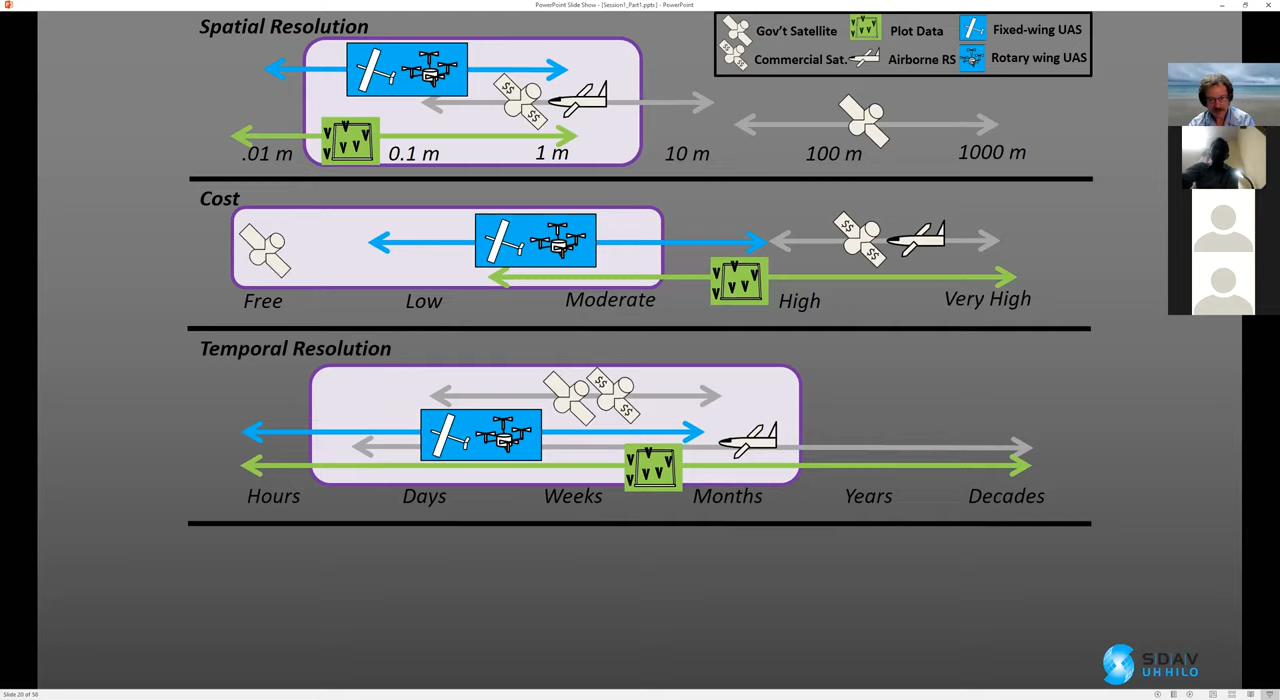 PowerPoint Slide Show - [Session1_Part1.pptx] - PowerPoint
Spatial Resolution
Gov't Satellite Plot Data Fixed-wing UAS
Commercial Sat. Airborne RS Rotary wing UAS
$$
$$
.01 m 0.1 m 1 m 10 m 100 m 1000 m
Cost
$$
$$
Free Low Moderate High Very High
Temporal Resolution
$$
$$
Hours Days Weeks Months Years Decades
SDAV
UH HILO
Slide 20 of 58